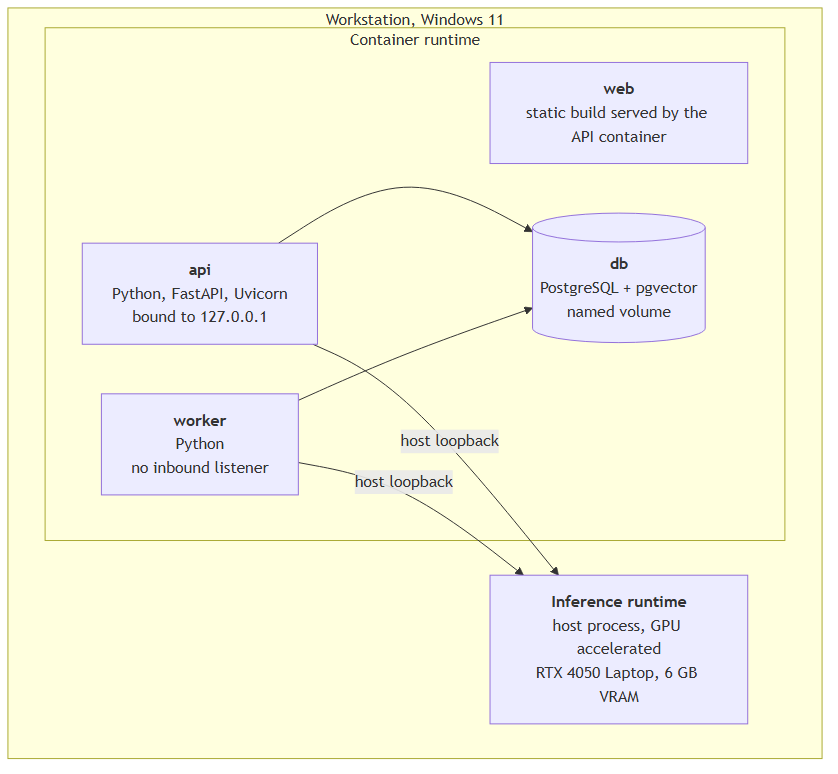 Workstation, Windows 11
Container runtime
web
static build served by the
API container
api
Python, FastAPI, Uvicorn
bound to 127.0.0.1
db
PostgreSQL + pgvector
named volume
worker
Python
no inbound listener
host loopback
host loopback
Inference runtime
host process, GPU
accelerated
RTX 4050 Laptop, 6 GB
VRAM